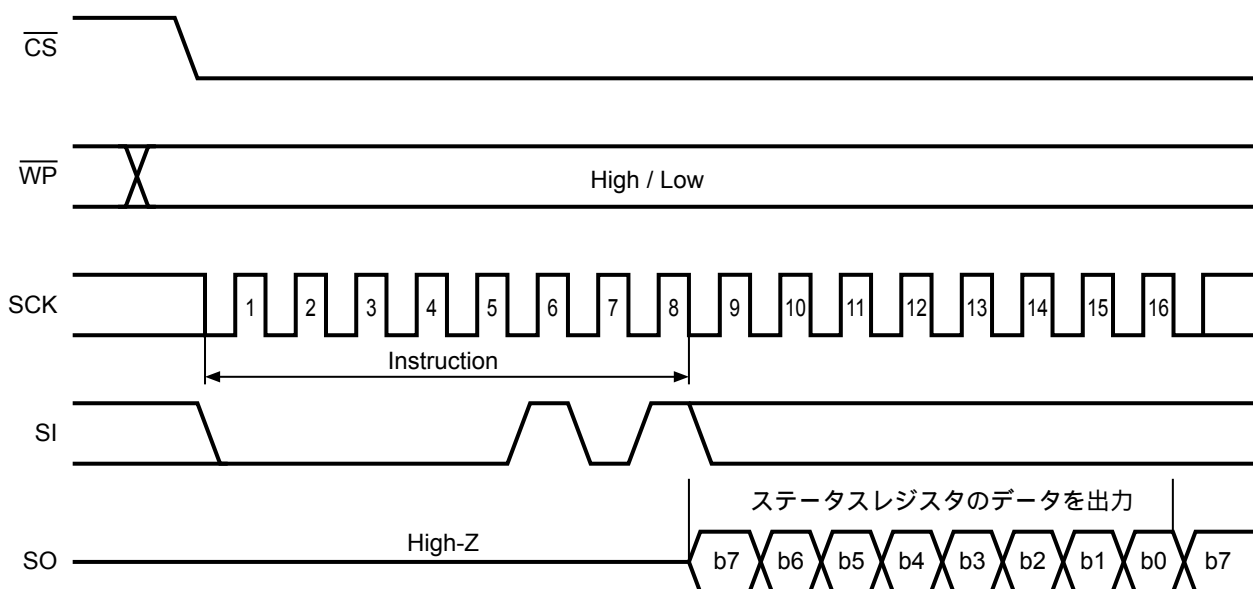 CS
WP
High / Low
SCK
1 2 3 4 5 6 7 8 9 10 11 12 13 14 15 16
Instruction
SI
ステータスレジスタのデータを出力
High-Z
SO
b7 b6 b5 b4 b3 b2 b1 b0 b7